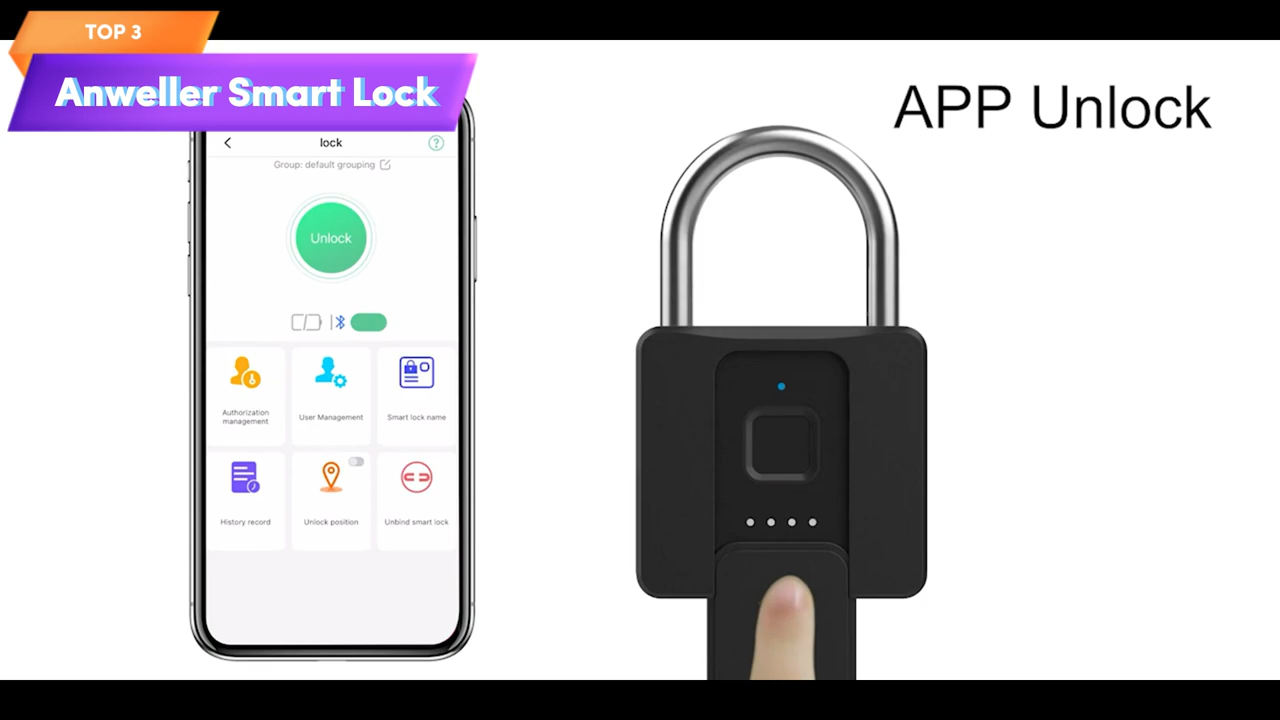 TOP 3
Anweller Smart Lock
APP Unlock
lock
Group: default grouping
Unlock
Authorization
management
User Management
Smart lock name
History record
Unlock position
Unbind smart lock